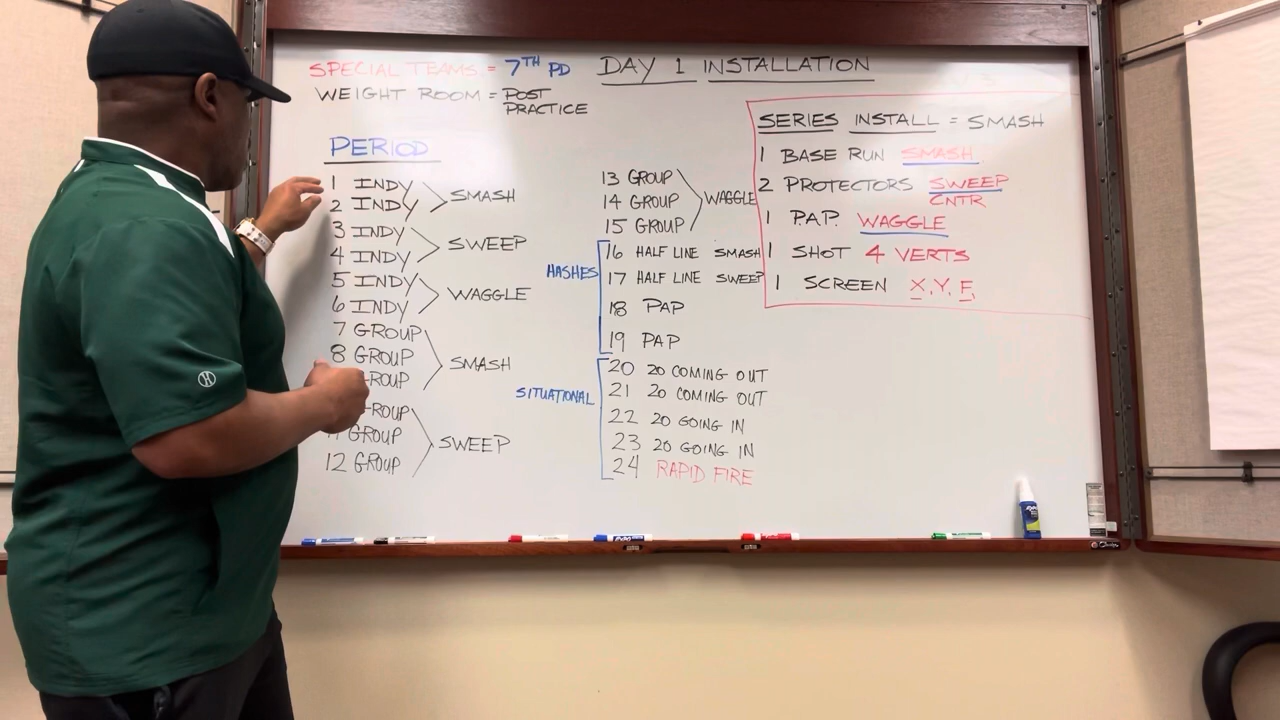 SPECIAL TEAMS = 7TH PD
WEIGHT ROOM = POST PRACTICE
DAY 1 INSTALLATION
PERIOD
1 INDY
2 INDY
SMASH
3 INDY
4 INDY
SWEEP
5 INDY
6 INDY
WAGGLE
7 GROUP
8 GROUP
GROUP
SMASH
GROUP
GROUP
12 GROUP
SWEEP
13 GROUP
14 GROUP
15 GROUP
WAGGLE
HASHES
16 HALF LINE SMASH
17 HALF LINE SWEEP
18 PAP
19 PAP
SITUATIONAL
20 20 COMING OUT
21 20 COMING OUT
22 20 GOING IN
23 20 GOING IN
24 RAPID FIRE
SERIES INSTALL = SMASH
1 BASE RUN SMASH
2 PROTECTORS SWEEP
CNTR
1 P.A.P. WAGGLE
1 SHOT 4 VERTS
1 SCREEN X,Y,F,
EXPO